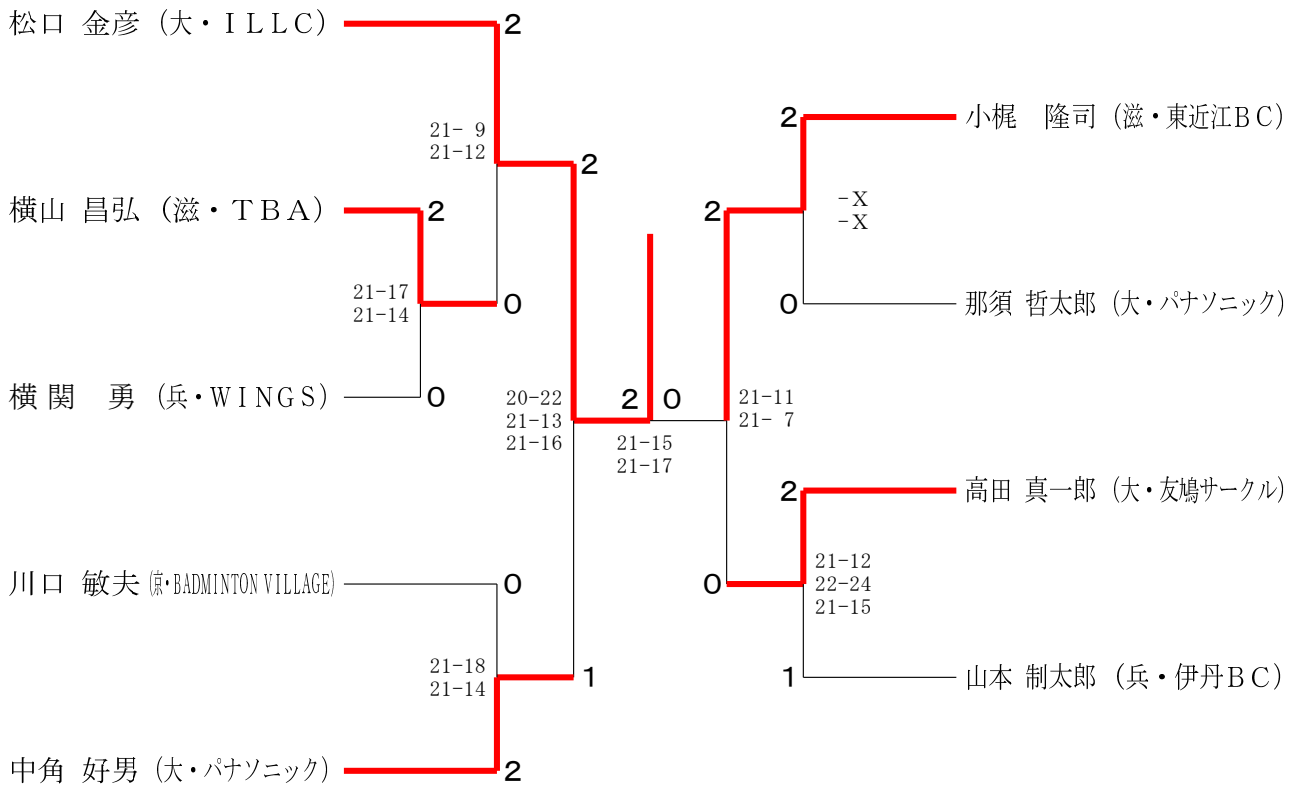 松口 金彦 (大・ＩＬＬＣ)
2
21- 9
21-12
2
横山 昌弘 (滋・ＴＢＡ)
2
21-17
21-14
0
横関 勇 (兵・ＷＩＮＧＳ)
0
20-22
21-13
21-16
2 0
21-15
21-17
川口 敏夫 (京・BADMINTON VILLAGE)
0
21-18
21-14
1
中角 好男 (大・パナソニック)
2
2
小梶 隆司 (滋・東近江ＢＣ)
2
-X
-X
0
那須 哲太郎 (大・パナソニック)
21-11
21- 7
2
高田 真一郎 (大・友鳩サークル)
0
21-12
22-24
21-15
1
山本 制太郎 (兵・伊丹ＢＣ)